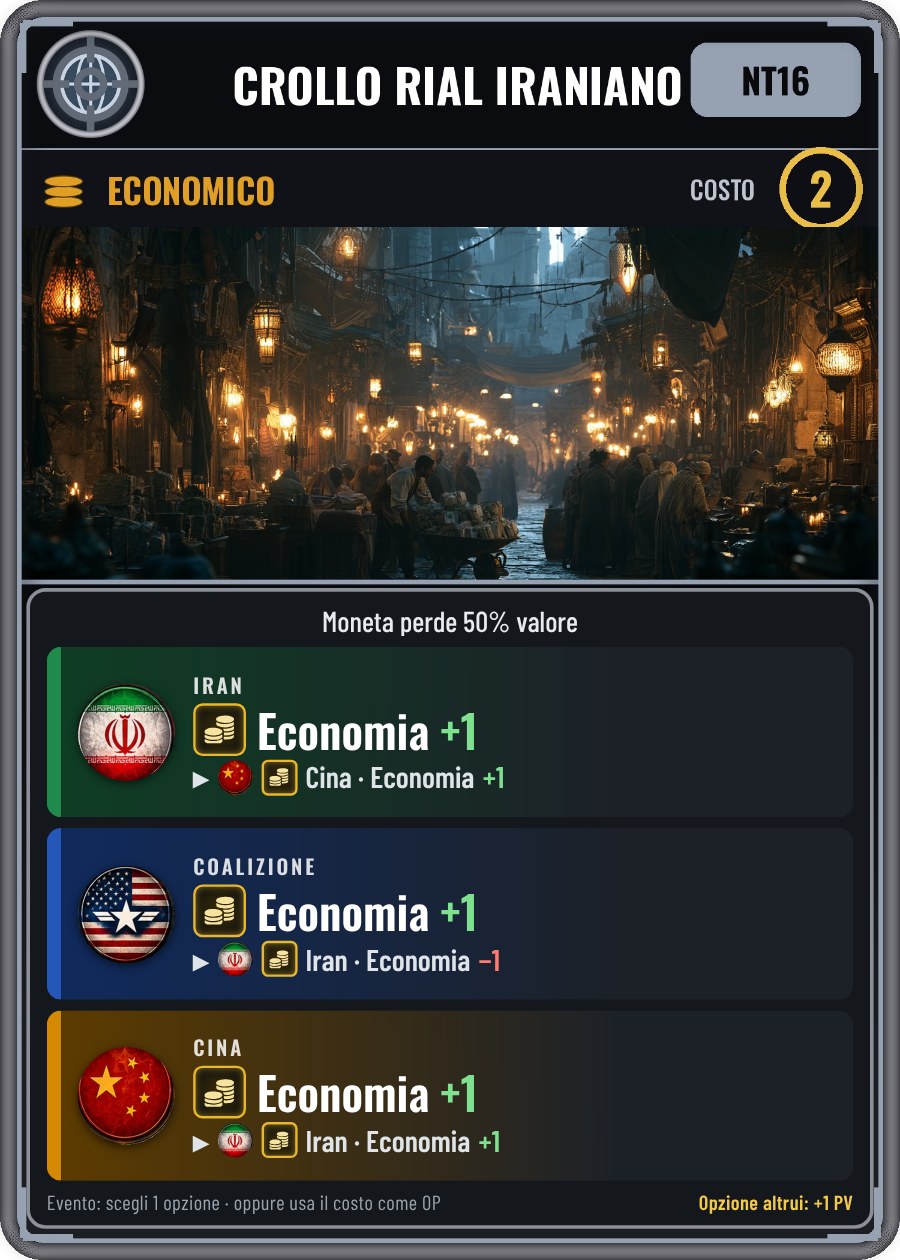 CROLLO RIAL IRANIANO
NT16
ECONOMICO
COSTO
2
Moneta perde 50% valore
IRAN
Economia +1
▶ Cina · Economia +1
COALIZIONE
Economia +1
▶ Iran · Economia −1
CINA
Economia +1
▶ Iran · Economia +1
Evento: scegli 1 opzione · oppure usa il costo come OP
Opzione altrui: +1 PV